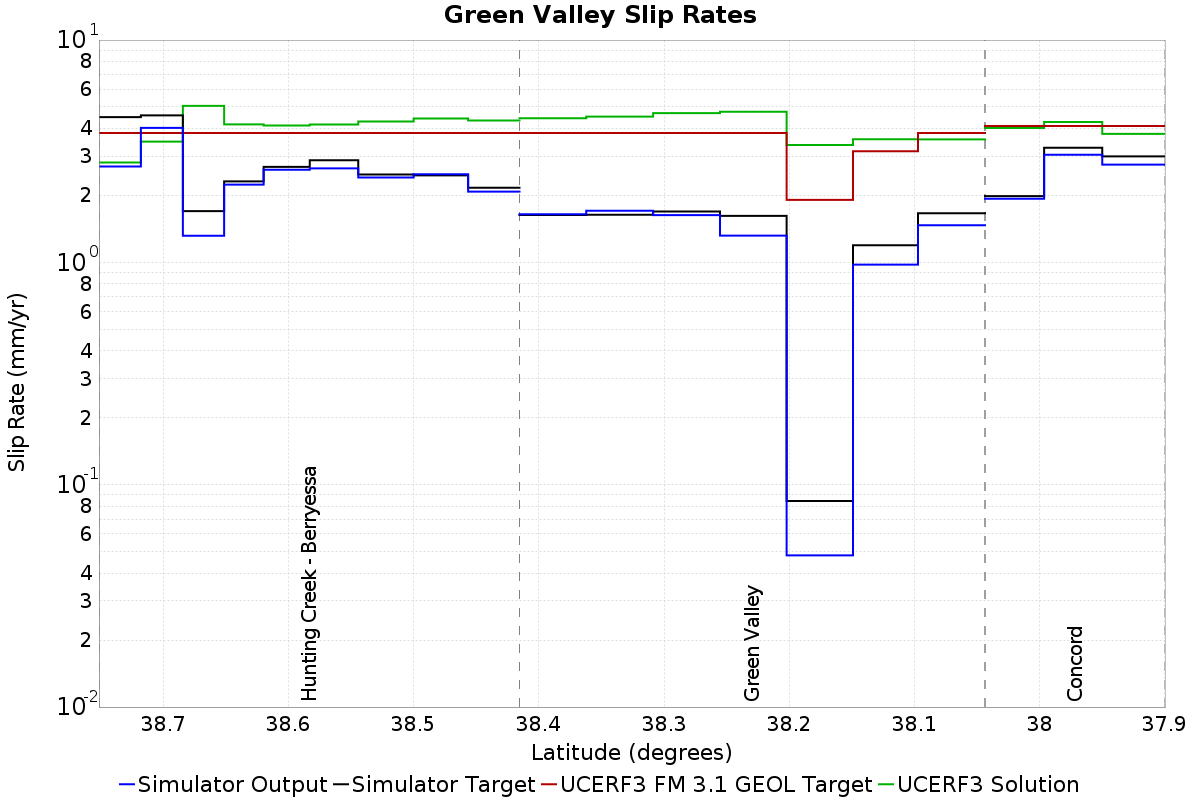 Green Valley Slip Rates
10^1
8
6
4
3
2
10^0
8
6
4
3
2
10^-1
8
6
4
3
2
10^-2
Slip Rate (mm/yr)
Hunting Creek - Berryessa
Green Valley
Concord
38.7 38.6 38.5 38.4 38.3 38.2 38.1 38 37.9
Latitude (degrees)
Simulator Output Simulator Target UCERF3 FM 3.1 GEOL Target UCERF3 Solution